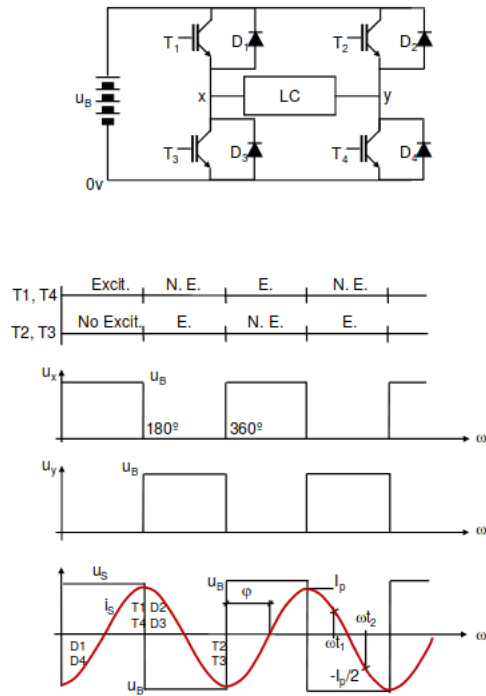 T1 D1 T2 D2
uB x LC y
T3 D3 T4 D4
0v
Excit. N. E. E. N. E.
T1, T4
No Excit. E. N. E. E.
T2, T3
ux uB
180º 360º
ω
uy uB
ω
us uB φ Ip
is T1 D2 ωt2
T4 D3 ω
D1 T2 ωt1
D4 T3 -Ip/2
uB